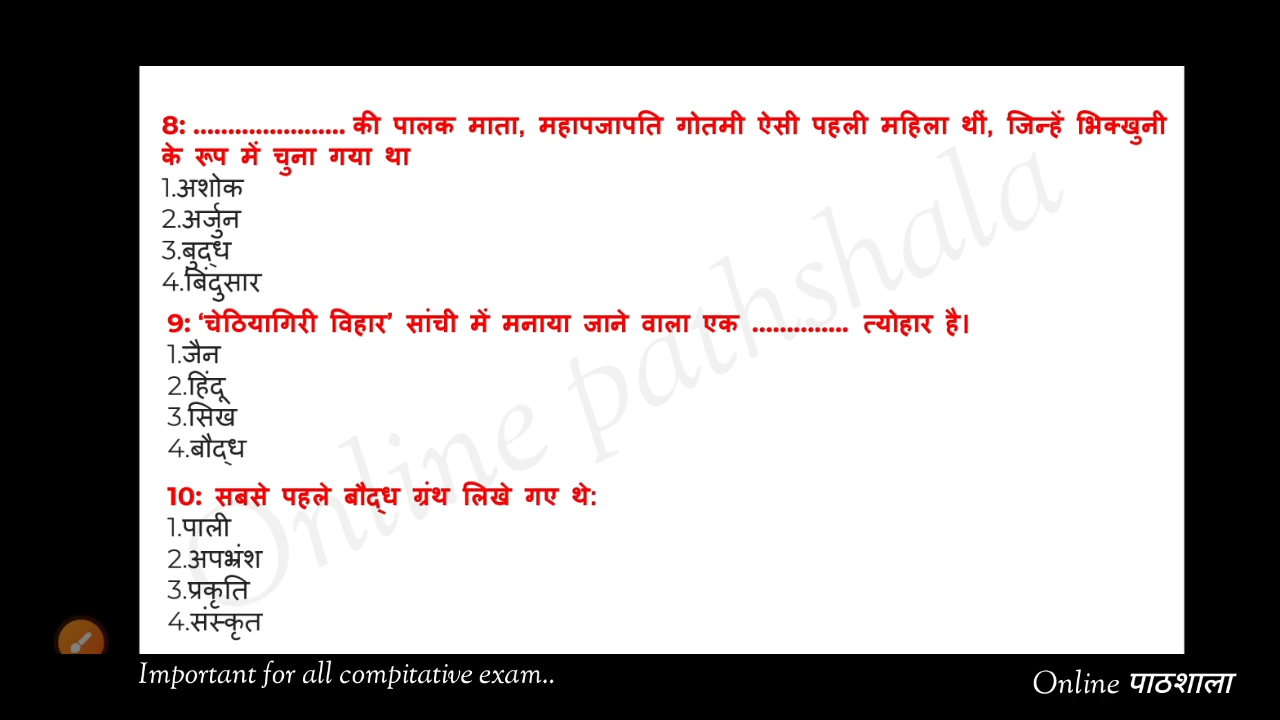 8: ...................... की पालक माता, महापजापति गोतमी ऐसी पहली महिला थीं, जिन्हें भिक्खुनी
के रूप में चुना गया था
1.अशोक
2.अर्जुन
3.बुद्ध
4.बिंदुसार
9: ‘चेठियागिरी विहार’ सांची में मनाया जाने वाला एक .............. त्योहार है।
1.जैन
2.हिंदू
3.सिख
4.बौद्ध
10: सबसे पहले बौद्ध ग्रंथ लिखे गए थे:
1.पाली
2.अपभ्रंश
3.प्रकृति
4.संस्कृत
Online pathshala
Important for all compitative exam..
Online पाठशाला